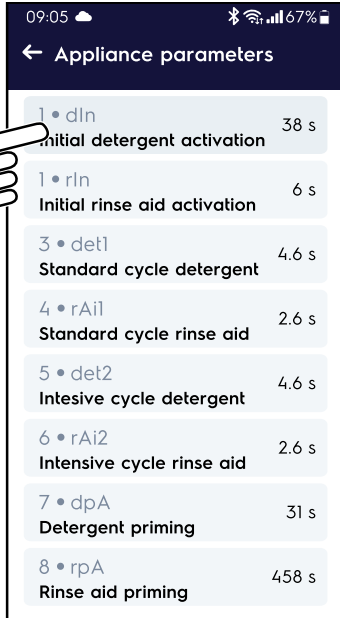 09:05 67%
← Appliance parameters
1 • dIn
Initial detergent activation 38 s
1 • rIn
Initial rinse aid activation 6 s
3 • det1
Standard cycle detergent 4.6 s
4 • rAi1
Standard cycle rinse aid 2.6 s
5 • det2
Intesive cycle detergent 4.6 s
6 • rAi2
Intensive cycle rinse aid 2.6 s
7 • dpA
Detergent priming 31 s
8 • rpA
Rinse aid priming 458 s